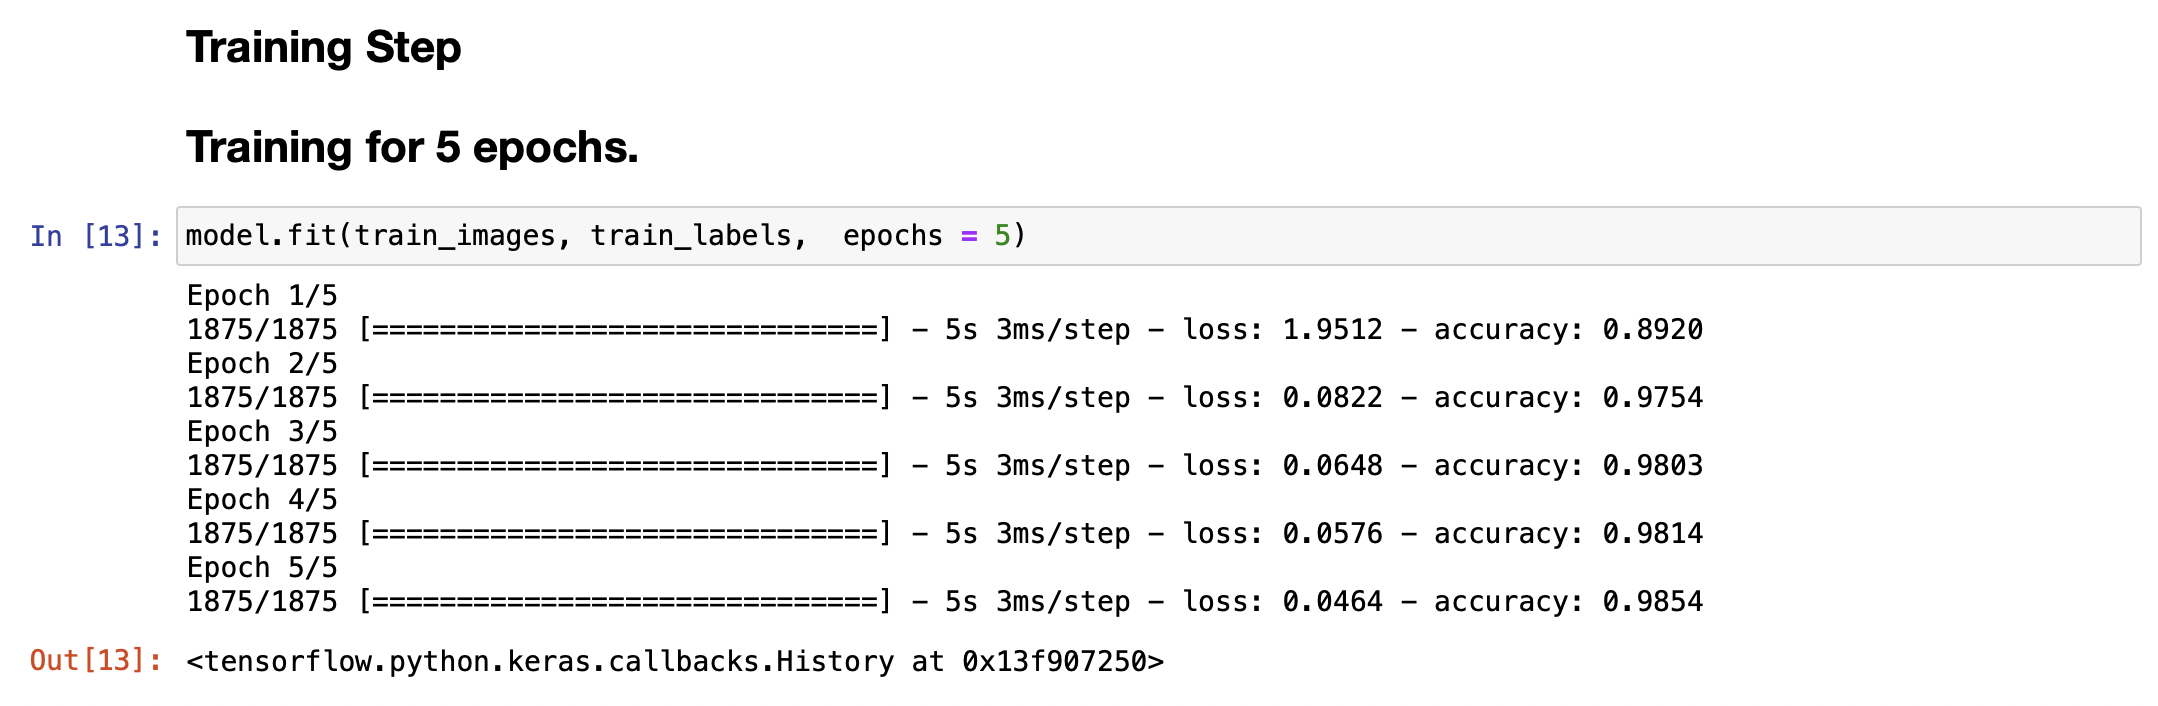 Training Step
Training for 5 epochs.
In [13]: model.fit(train_images, train_labels,  epochs = 5)
Epoch 1/5
1875/1875 [==============================] - 5s 3ms/step - loss: 1.9512 - accuracy: 0.8920
Epoch 2/5
1875/1875 [==============================] - 5s 3ms/step - loss: 0.0822 - accuracy: 0.9754
Epoch 3/5
1875/1875 [==============================] - 5s 3ms/step - loss: 0.0648 - accuracy: 0.9803
Epoch 4/5
1875/1875 [==============================] - 5s 3ms/step - loss: 0.0576 - accuracy: 0.9814
Epoch 5/5
1875/1875 [==============================] - 5s 3ms/step - loss: 0.0464 - accuracy: 0.9854
Out[13]: <tensorflow.python.keras.callbacks.History at 0x13f907250>